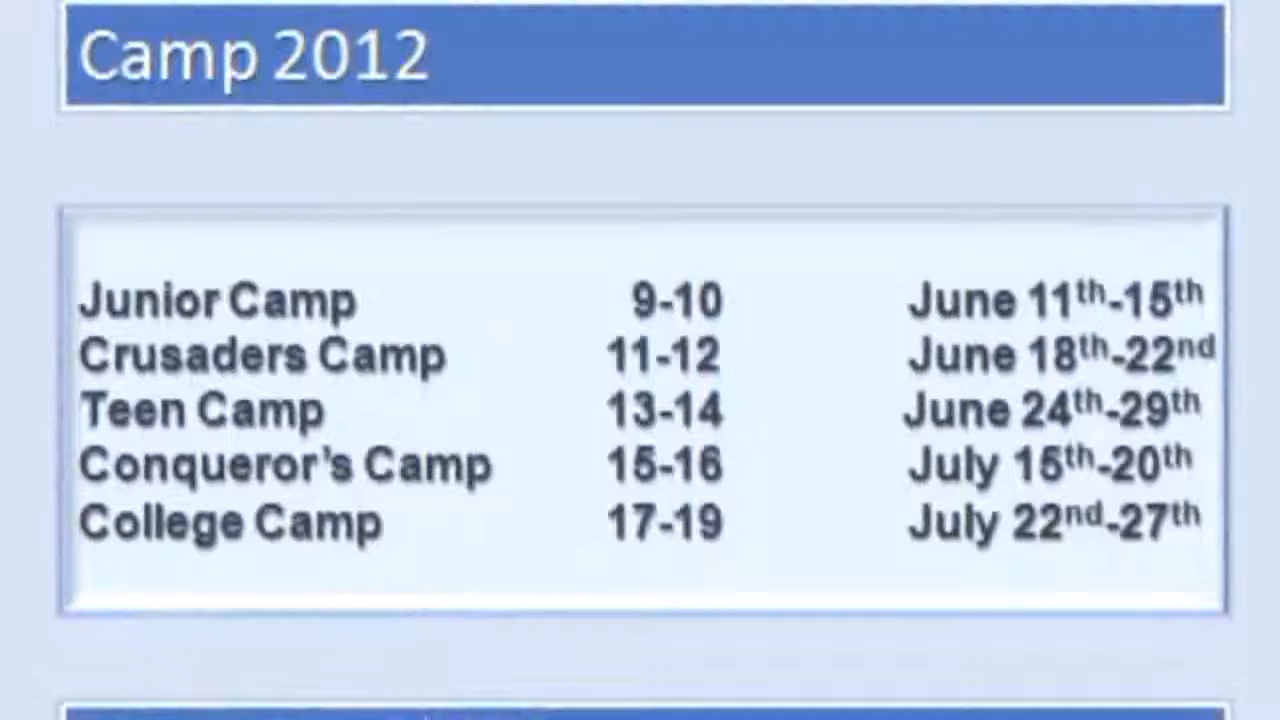 Camp 2012
Junior Camp 9-10 June 11th-15th
Crusaders Camp 11-12 June 18th-22nd
Teen Camp 13-14 June 24th-29th
Conqueror's Camp 15-16 July 15th-20th
College Camp 17-19 July 22nd-27th